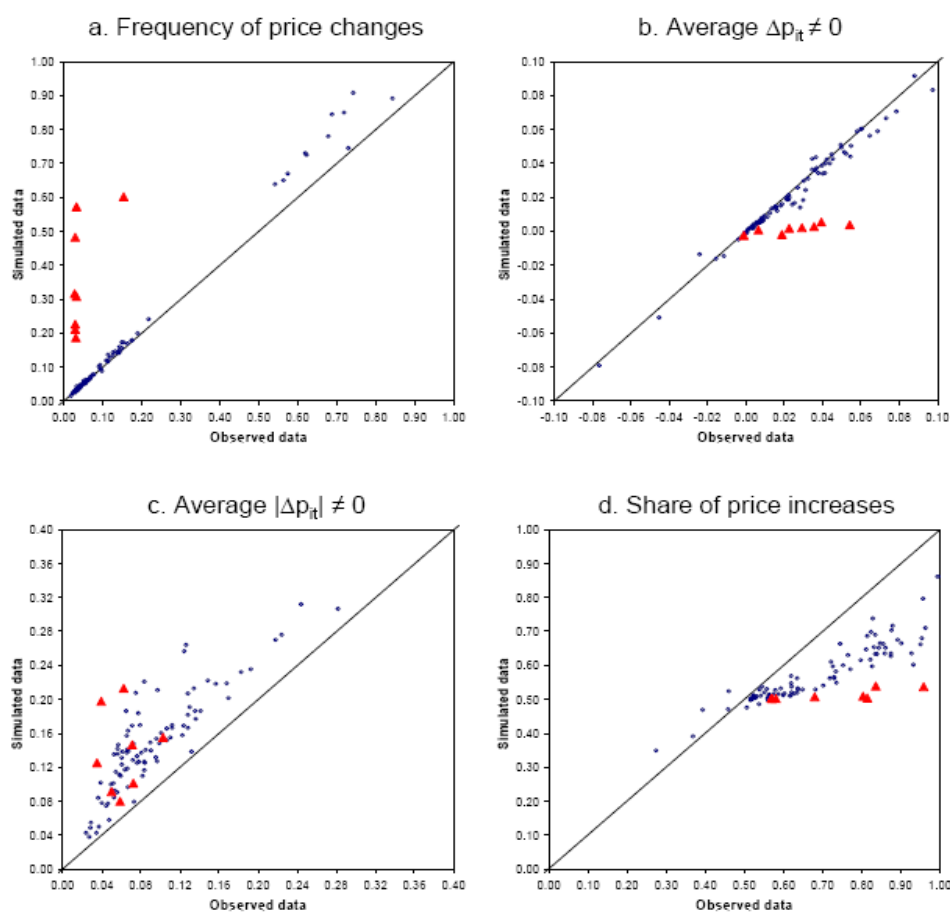 a. Frequency of price changes
1.00
0.90
0.80
0.70
0.60
0.50
0.40
0.30
0.20
0.10
0.00
Simulated data
0.00 0.10 0.20 0.30 0.40 0.50 0.60 0.70 0.80 0.90 1.00
Observed data
b. Average Δpit ≠ 0
0.10
0.08
0.06
0.04
0.02
0.00
-0.02
-0.04
-0.06
-0.08
-0.10
Simulated data
-0.10 -0.08 -0.06 -0.04 -0.02 0.00 0.02 0.04 0.06 0.08 0.10
Observed data
c. Average |Δpit| ≠ 0
0.40
0.36
0.32
0.28
0.24
0.20
0.16
0.12
0.08
0.04
0.00
Simulated data
0.00 0.04 0.08 0.12 0.16 0.20 0.24 0.28 0.32 0.36 0.40
Observed data
d. Share of price increases
1.00
0.90
0.80
0.70
0.60
0.50
0.40
0.30
0.20
0.10
0.00
Simulated data
0.00 0.10 0.20 0.30 0.40 0.50 0.60 0.70 0.80 0.90 1.00
Observed data